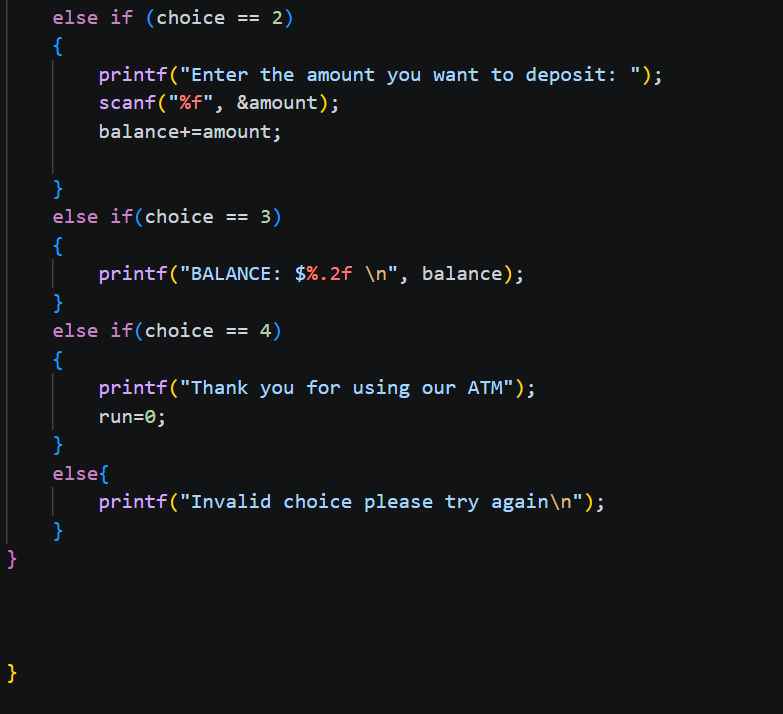 else if (choice == 2)
{
printf("Enter the amount you want to deposit: ");
scanf("%f", &amount);
balance+=amount;
}
else if(choice == 3)
{
printf("BALANCE: $%.2f \n", balance);
}
else if(choice == 4)
{
printf("Thank you for using our ATM");
run=0;
}
else{
printf("Invalid choice please try again\n");
}
}
}